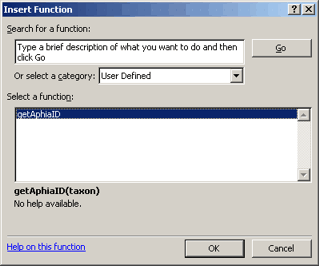 Insert Function
Search for a function:
Type a brief description of what you want to do and then
click Go
Go
Or select a category: User Defined
Select a function:
getAphiaID
getAphiaID(taxon)
No help available.
Help on this function
OK
Cancel